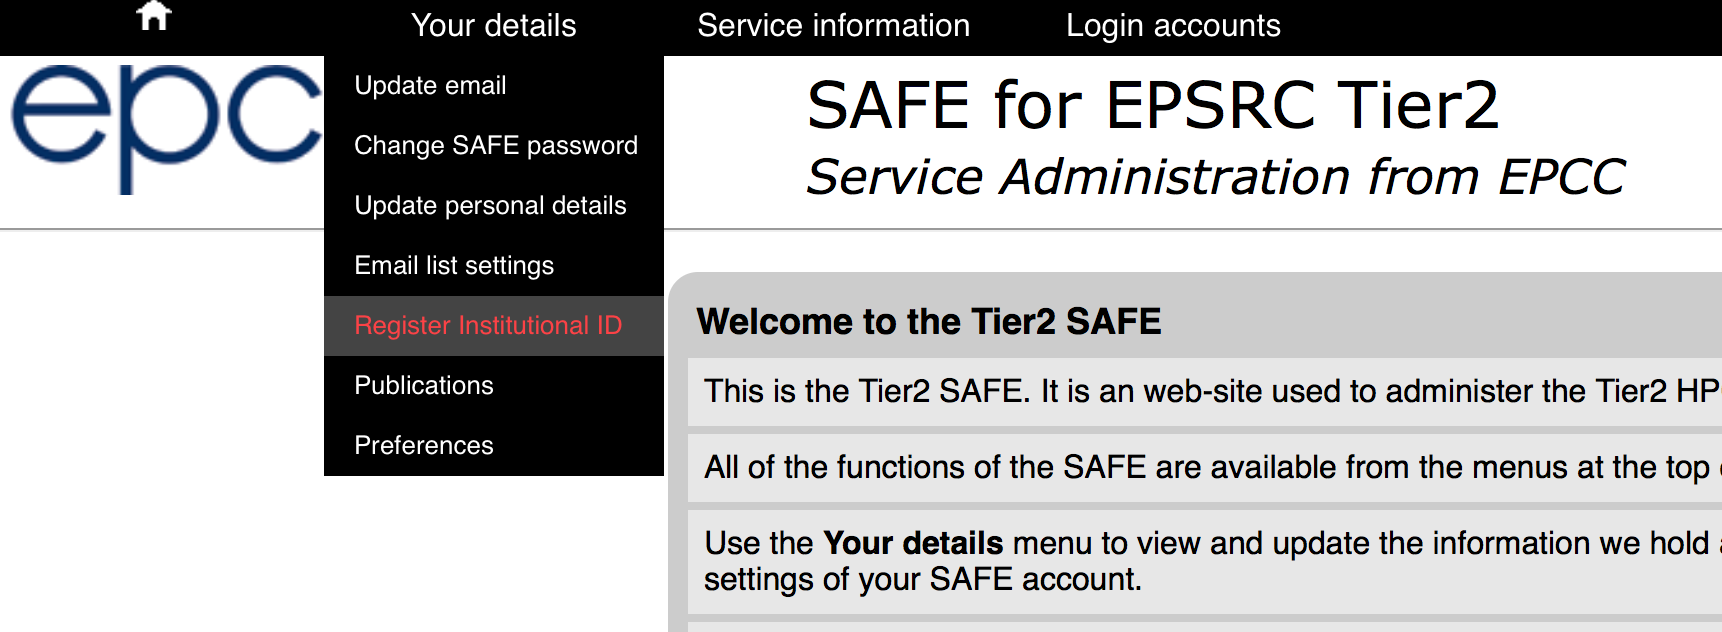 Your details
Service information
Login accounts
Update email
Change SAFE password
Update personal details
Email list settings
Register Institutional ID
Publications
Preferences
epc
SAFE for EPSRC Tier2
Service Administration from EPCC
Welcome to the Tier2 SAFE
This is the Tier2 SAFE. It is an web-site used to administer the Tier2 HP
All of the functions of the SAFE are available from the menus at the top
Use the Your details menu to view and update the information we hold
settings of your SAFE account.